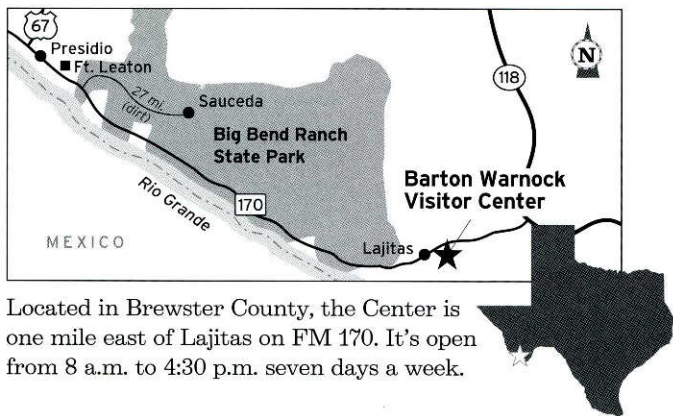 67
Presidio
Ft. Leaton
27 mi.
(dirt)
Sauceda
118
N
Big Bend Ranch
State Park
Barton Warnock
Visitor Center
170
Rio Grande
MEXICO
Lajitas
Located in Brewster County, the Center is
one mile east of Lajitas on FM 170. It's open
from 8 a.m. to 4:30 p.m. seven days a week.